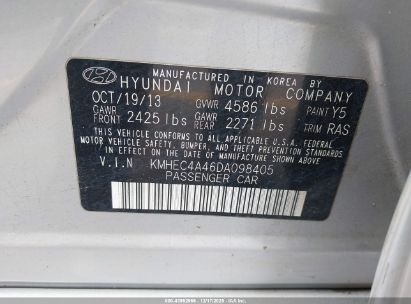 MANUFACTURED IN KOREA BY
HYUNDAI MOTOR COMPANY
OCT/19/13 GVWR 4586 lbs PAINT Y5
GAWR FRONT 2425 lbs GAWR REAR 2271 lbs TRIM RAS
THIS VEHICLE CONFORMS TO ALL APPLICABLE U.S.A FEDERAL
MOTOR VEHICLE SAFETY, BUMPER, AND THEFT PREVENTION
STANDARDS IN EFFECT ON THE DATE OF MANUFACTURE SHOWN ABOVE.
V.I.N KMHEC4A46DA098405
PASSENGER CAR